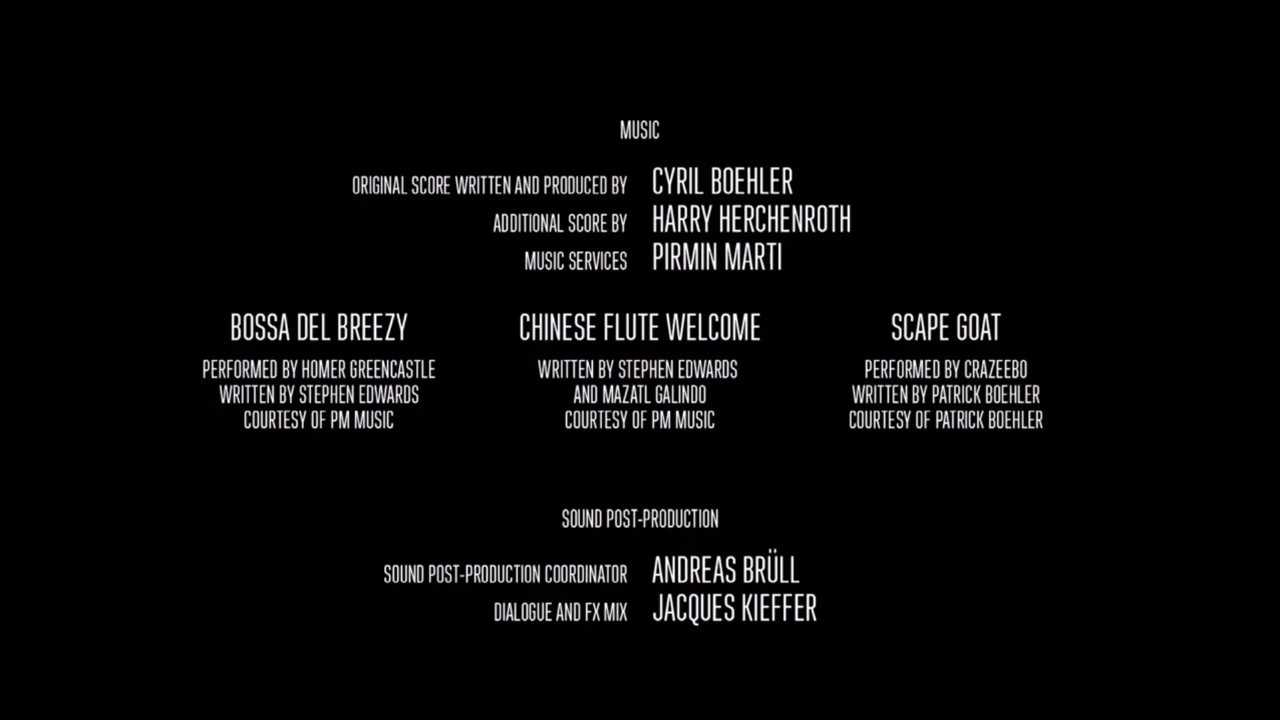 MUSIC
ORIGINAL SCORE WRITTEN AND PRODUCED BY CYRIL BOEHLER
ADDITIONAL SCORE BY HARRY HERCHENROTH
MUSIC SERVICES PIRMIN MARTI
BOSSA DEL BREEZY
PERFORMED BY HOMER GREENCASTLE
WRITTEN BY STEPHEN EDWARDS
COURTESY OF PM MUSIC
CHINESE FLUTE WELCOME
WRITTEN BY STEPHEN EDWARDS
AND MAZATL GALINDO
COURTESY OF PM MUSIC
SCAPE GOAT
PERFORMED BY CRAZEEBO
WRITTEN BY PATRICK BOEHLER
COURTESY OF PATRICK BOEHLER
SOUND POST-PRODUCTION
SOUND POST-PRODUCTION COORDINATOR ANDREAS BRÜLL
DIALOGUE AND FX MIX JACQUES KIEFFER